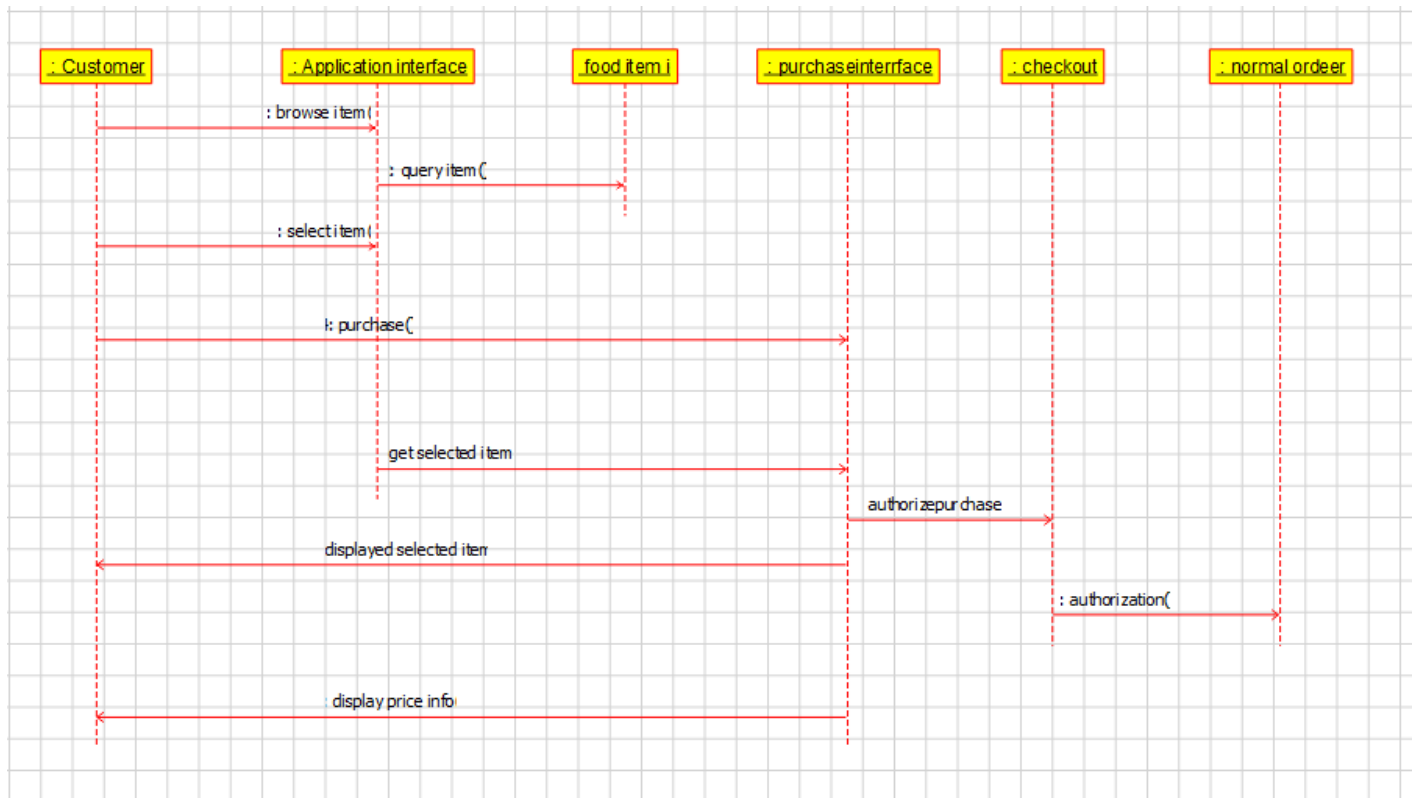 : Customer
: Application interface
food item i
: purchaseinterrface
: checkout
: normal ordeer
: browse item(
: query item(
: select item(
: purchase(
get selected item
authorizepurchase
displayed selected item
: authorization(
: display price info